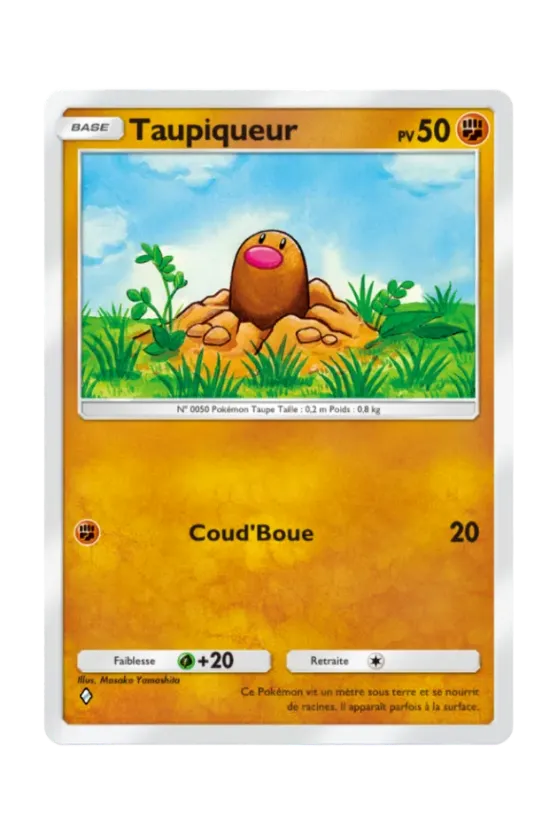 BASE Taupiqueur PV 50
N° 0050 Pokémon Taupe Taille : 0,2 m Poids : 0,8 kg
Coud'Boue 20
Faiblesse +20 Retraite
Illus. Masako Yamashita
Ce Pokémon vit un mètre sous terre et se nourrit
de racines. Il apparaît parfois à la surface.